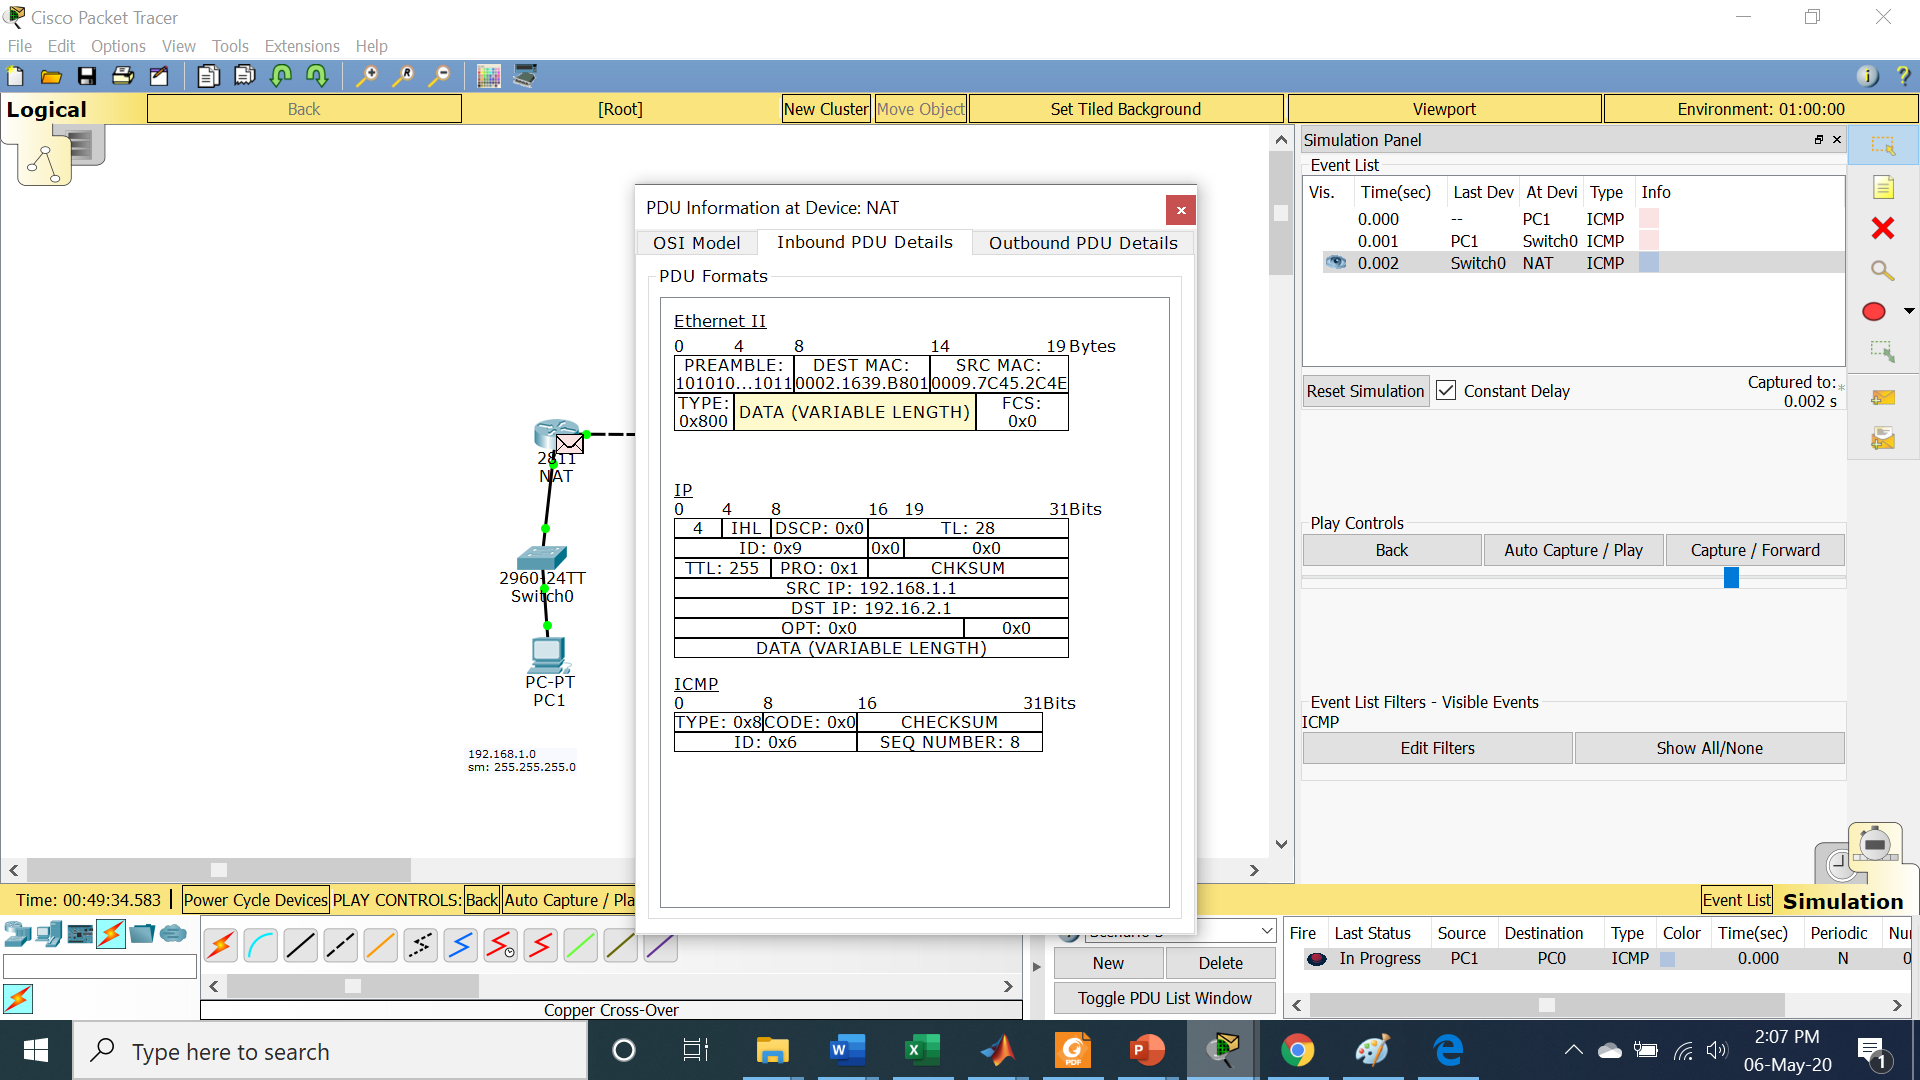 Cisco Packet Tracer
File Edit Options View Tools Extensions Help
Logical
Back
[Root]
New Cluster
Move Object
Set Tiled Background
Viewport
Environment: 01:00:00
2811
NAT
2960-24TT
Switch0
PC-PT
PC1
192.168.1.0
sm: 255.255.255.0
PDU Information at Device: NAT
OSI Model
Inbound PDU Details
Outbound PDU Details
PDU Formats
Ethernet II
0 4 8 14 19 Bytes
PREAMBLE: DEST MAC: SRC MAC:
101010...1011 0002.1639.B801 0009.7C45.2C4E
TYPE: DATA (VARIABLE LENGTH) FCS:
0x800 0x0
IP
0 4 8 16 19 31Bits
4 IHL DSCP: 0x0 TL: 28
ID: 0x9 0x0 0x0
TTL: 255 PRO: 0x1 CHKSUM
SRC IP: 192.168.1.1
DST IP: 192.16.2.1
OPT: 0x0 0x0
DATA (VARIABLE LENGTH)
ICMP
0 8 16 31Bits
TYPE: 0x8 CODE: 0x0 CHECKSUM
ID: 0x6 SEQ NUMBER: 8
Simulation Panel
Event List
Vis. Time(sec) Last Dev At Devi Type Info
0.000 -- PC1 ICMP
0.001 PC1 Switch0 ICMP
0.002 Switch0 NAT ICMP
Reset Simulation
Constant Delay
Captured to:*
0.002 s
Play Controls
Back
Auto Capture / Play
Capture / Forward
Event List Filters - Visible Events
ICMP
Edit Filters
Show All/None
Time: 00:49:34.583
Power Cycle Devices
PLAY CONTROLS:
Back
Auto Capture / Pla
Event List
Simulation
Copper Cross-Over
New
Delete
Toggle PDU List Window
Fire Last Status Source Destination Type Color Time(sec) Periodic Nu
In Progress PC1 PC0 ICMP 0.000 N 0
Type here to search
2:07 PM
06-May-20
1